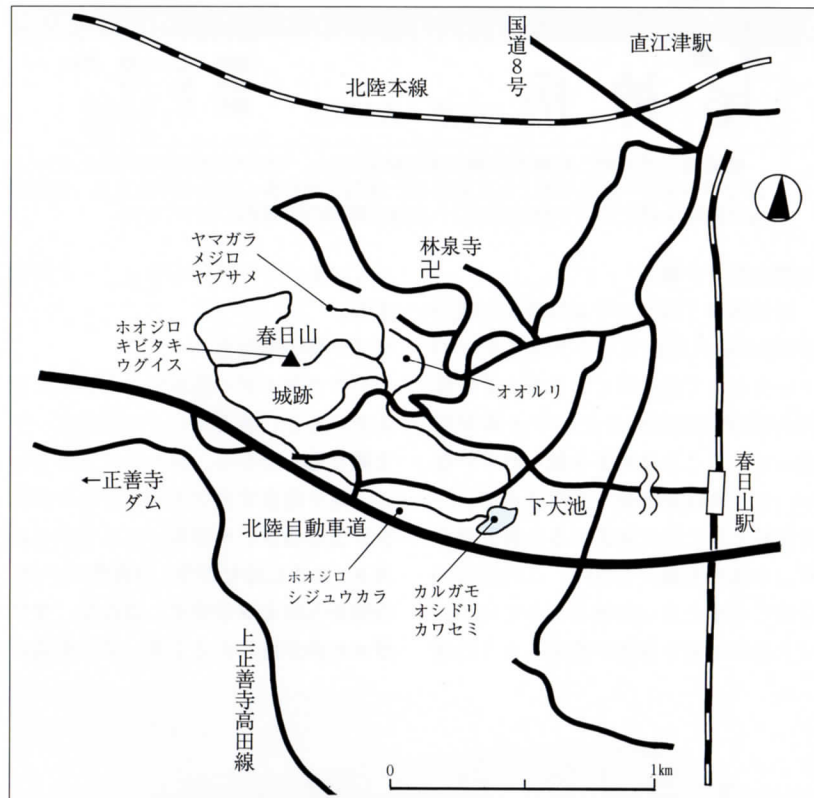 国道8号
直江津駅
北陸本線
林泉寺
卍
ヤマガラ
メジロ
ヤブサメ
ホオジロ
キビタキ
ウグイス
春日山
城跡
オオルリ
春日山駅
←正善寺
ダム
北陸自動車道
下大池
ホオジロ
シジュウカラ
カルガモ
オシドリ
カワセミ
上正善寺高田線
0
1km